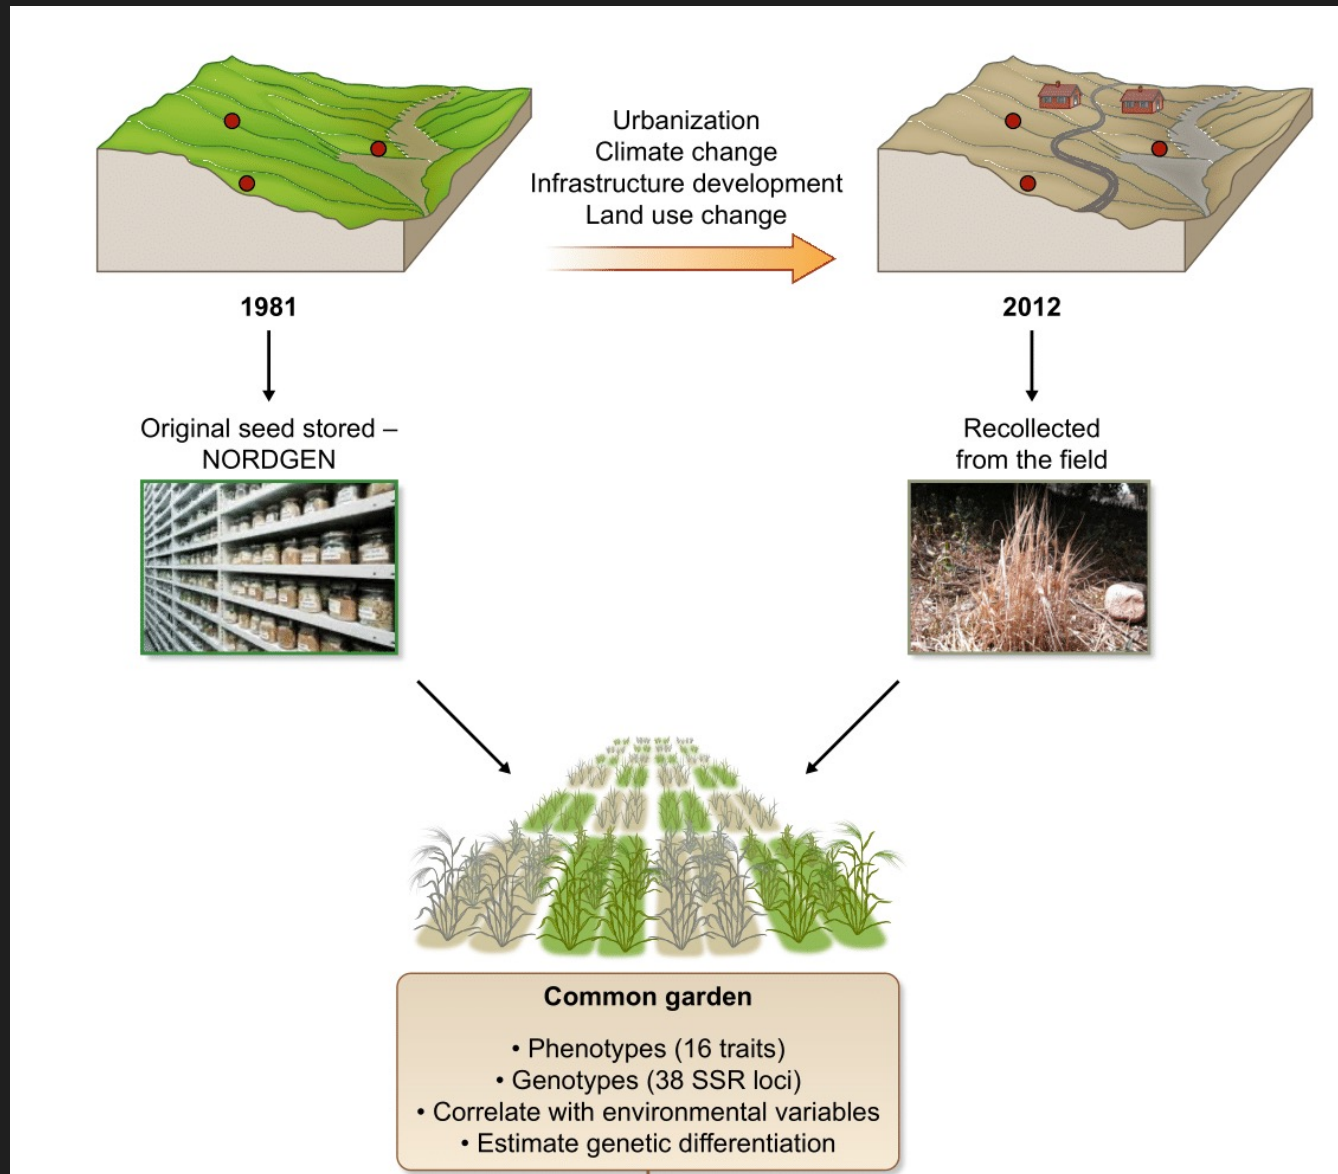 Urbanization
Climate change
Infrastructure development
Land use change
1981
2012
Original seed stored –
NORDGEN
Recollected
from the field
Common garden
• Phenotypes (16 traits)
• Genotypes (38 SSR loci)
• Correlate with environmental variables
• Estimate genetic differentiation